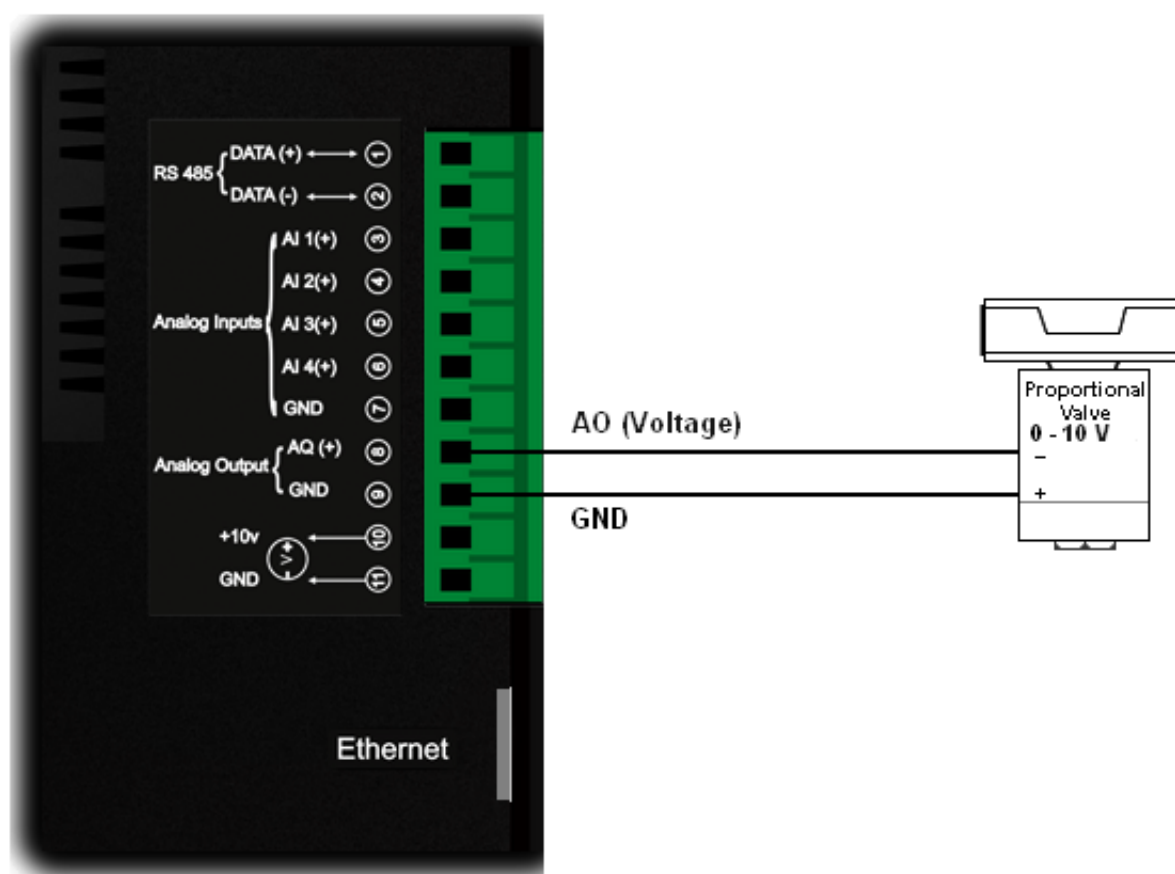 RS 485
DATA (+)
1
DATA (-)
2
Analog Inputs
AI 1(+)
3
AI 2(+)
4
AI 3(+)
5
AI 4(+)
6
GND
7
Analog Output
AQ (+)
8
GND
9
+10v
10
V
+
−
GND
11
Ethernet
AO (Voltage)
GND
Proportional
Valve
0 - 10 V
−
+